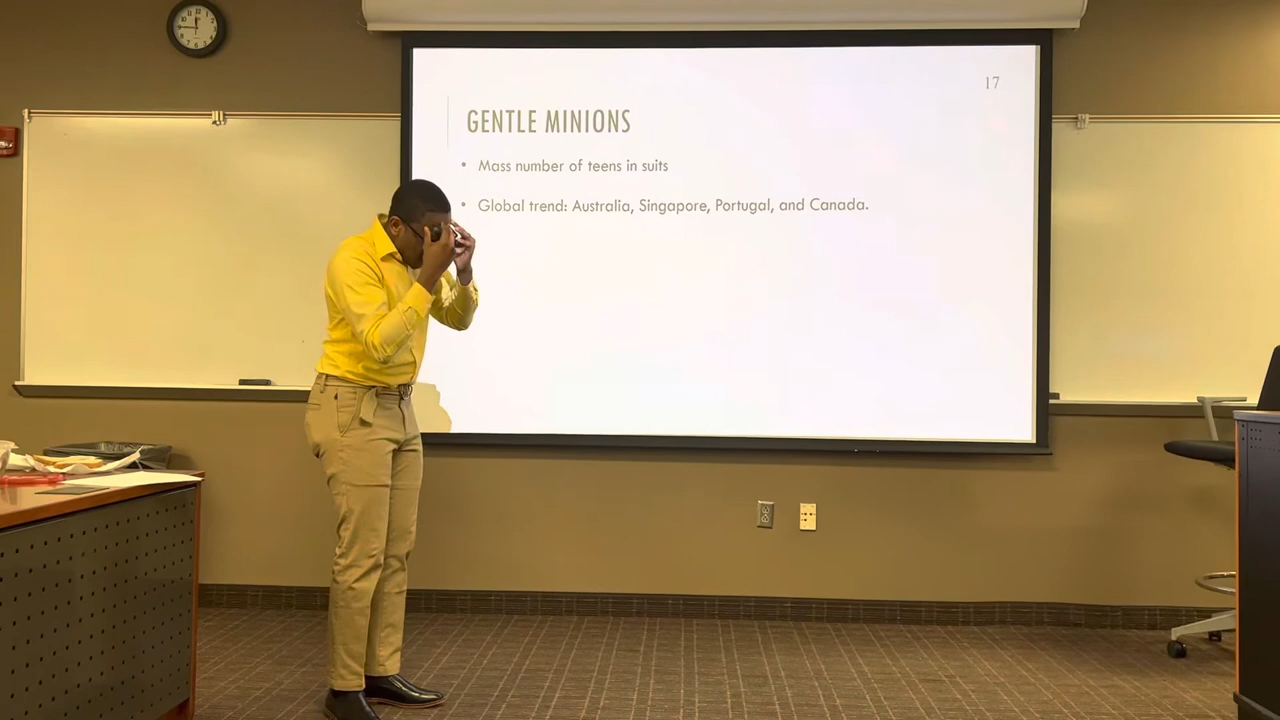 17
GENTLE MINIONS
• Mass number of teens in suits
• Global trend: Australia, Singapore, Portugal, and Canada.